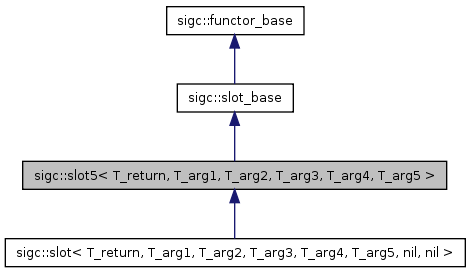 sigc::functor_base
sigc::slot_base
sigc::slot5< T_return, T_arg1, T_arg2, T_arg3, T_arg4, T_arg5 >
sigc::slot< T_return, T_arg1, T_arg2, T_arg3, T_arg4, T_arg5, nil, nil >